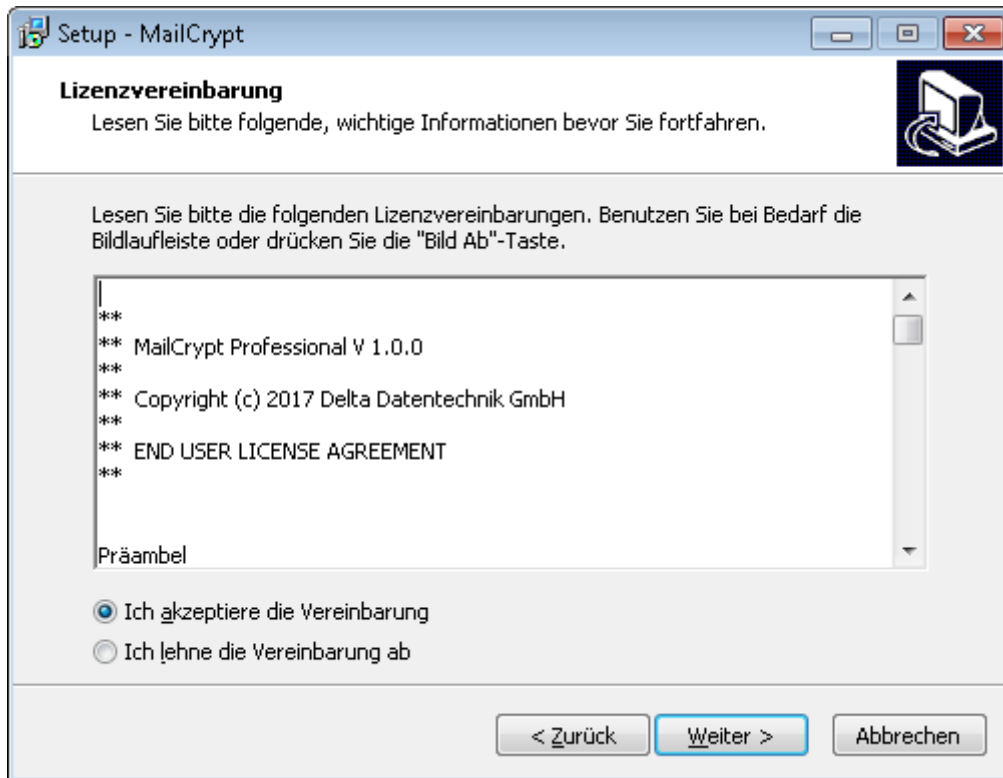 Setup - MailCrypt
Lizenzvereinbarung
Lesen Sie bitte folgende, wichtige Informationen bevor Sie fortfahren.
Lesen Sie bitte die folgenden Lizenzvereinbarungen. Benutzen Sie bei Bedarf die
Bildlaufleiste oder drücken Sie die "Bild Ab"-Taste.
**
** MailCrypt Professional V 1.0.0
**
** Copyright (c) 2017 Delta Datentechnik GmbH
**
** END USER LICENSE AGREEMENT
**
Präambel
Ich akzeptiere die Vereinbarung
Ich lehne die Vereinbarung ab
< Zurück
Weiter >
Abbrechen